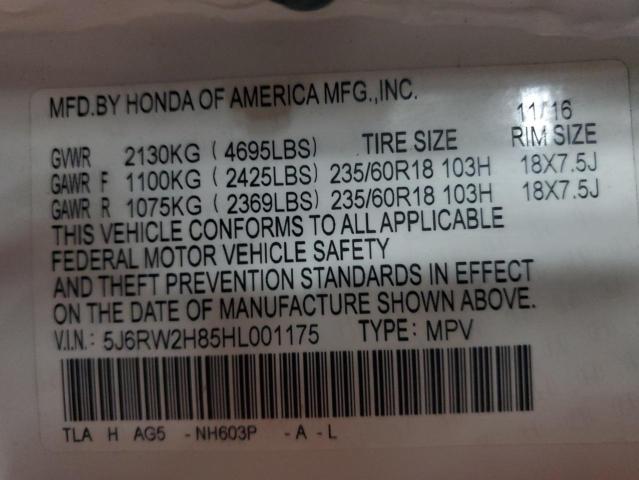 MFD.BY HONDA OF AMERICA MFG.,INC. 11/16
GVWR 2130KG ( 4695LBS) TIRE SIZE RIM SIZE
GAWR F 1100KG ( 2425LBS) 235/60R18 103H 18X7.5J
GAWR R 1075KG ( 2369LBS) 235/60R18 103H 18X7.5J
THIS VEHICLE CONFORMS TO ALL APPLICABLE
FEDERAL MOTOR VEHICLE SAFETY
AND THEFT PREVENTION STANDARDS IN EFFECT
ON THE DATE OF MANUFACTURE SHOWN ABOVE.
V.I.N.: 5J6RW2H85HL001175 TYPE: MPV
TLA H AG5 -NH603P -A-L